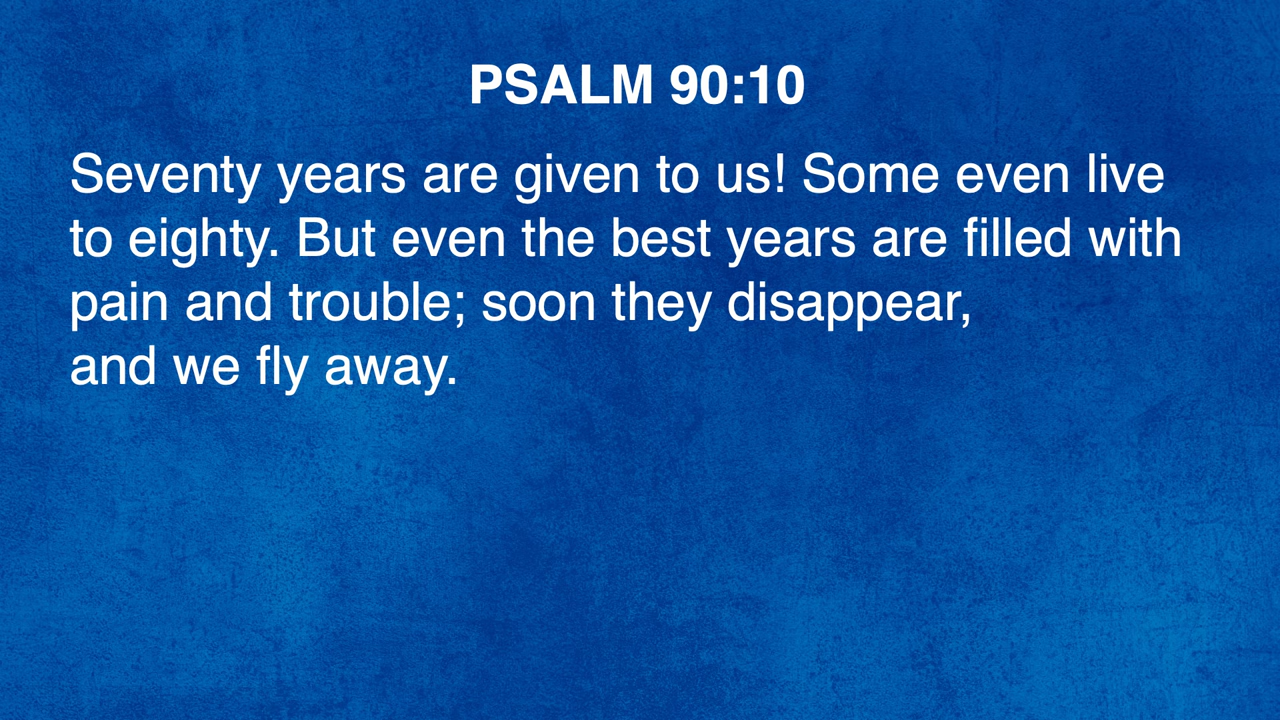 PSALM 90:10
Seventy years are given to us! Some even live
to eighty. But even the best years are filled with
pain and trouble; soon they disappear,
and we fly away.